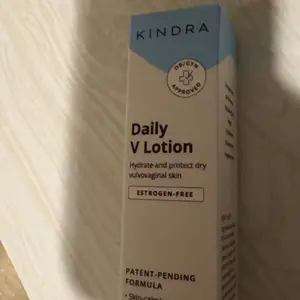 KINDRA
OB/GYN
APPROVED
Daily
V Lotion
Hydrate and protect dry
vulvovaginal skin
ESTROGEN-FREE
PATENT-PENDING
FORMULA